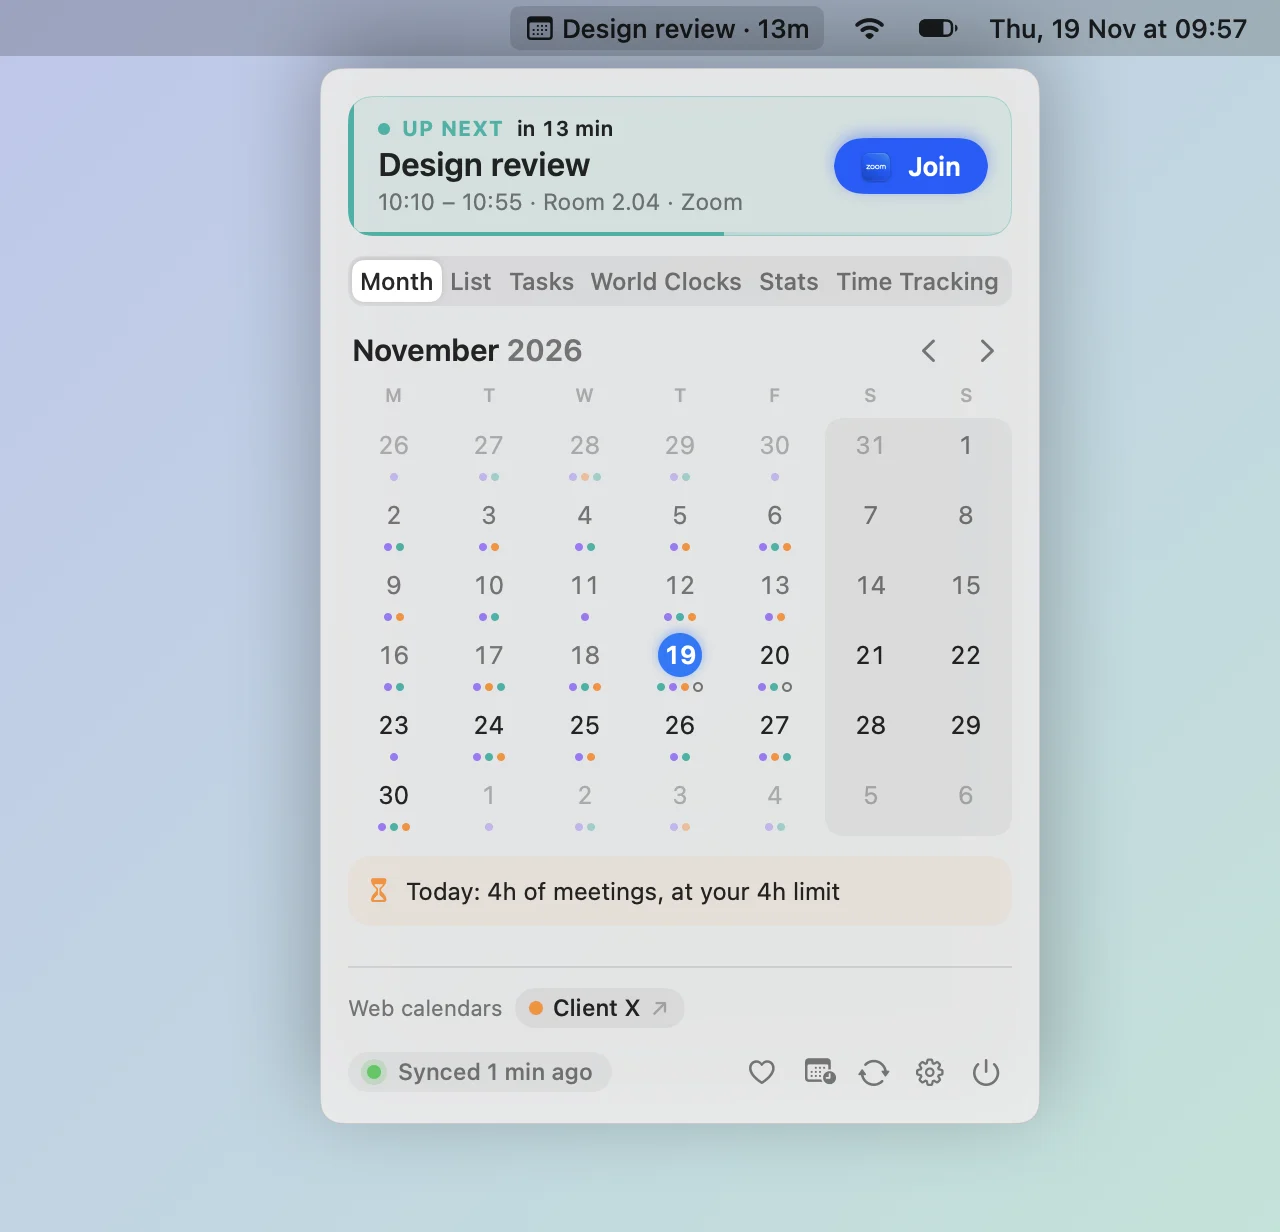 Design review · 13m
Thu, 19 Nov at 09:57
UP NEXT in 13 min
Design review
10:10 – 10:55 · Room 2.04 · Zoom
zoom Join
Month List Tasks World Clocks Stats Time Tracking
November 2026
M T W T F S S
26 27 28 29 30 31 1
2 3 4 5 6 7 8
9 10 11 12 13 14 15
16 17 18 19 20 21 22
23 24 25 26 27 28 29
30 1 2 3 4 5 6
Today: 4h of meetings, at your 4h limit
Web calendars Client X
Synced 1 min ago